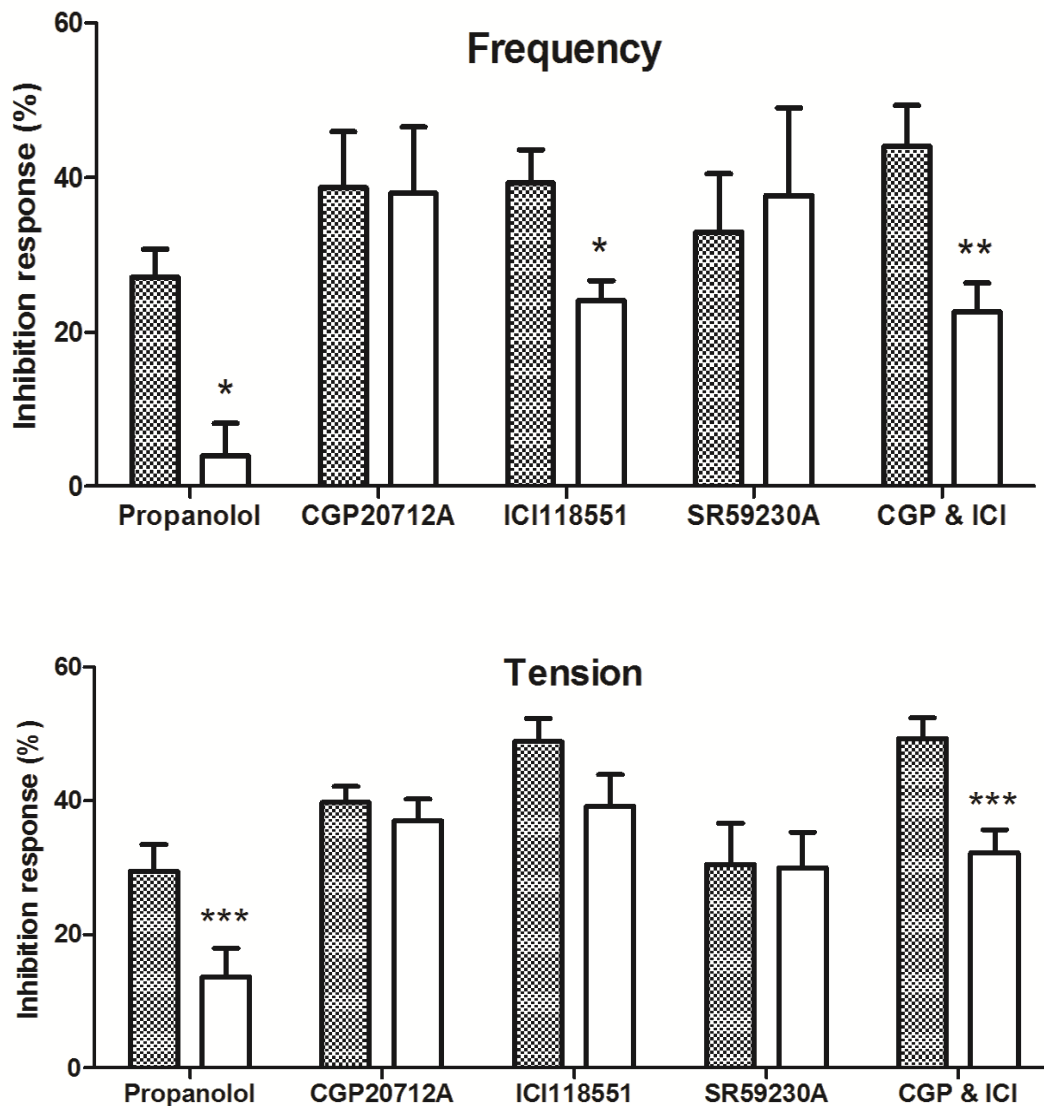 Frequency
Inhibition response (%)
60
40
20
0
*
*
**
Propanolol CGP20712A ICI118551 SR59230A CGP & ICI
Tension
Inhibition response (%)
60
40
20
0
***
***
Propanolol CGP20712A ICI118551 SR59230A CGP & ICI